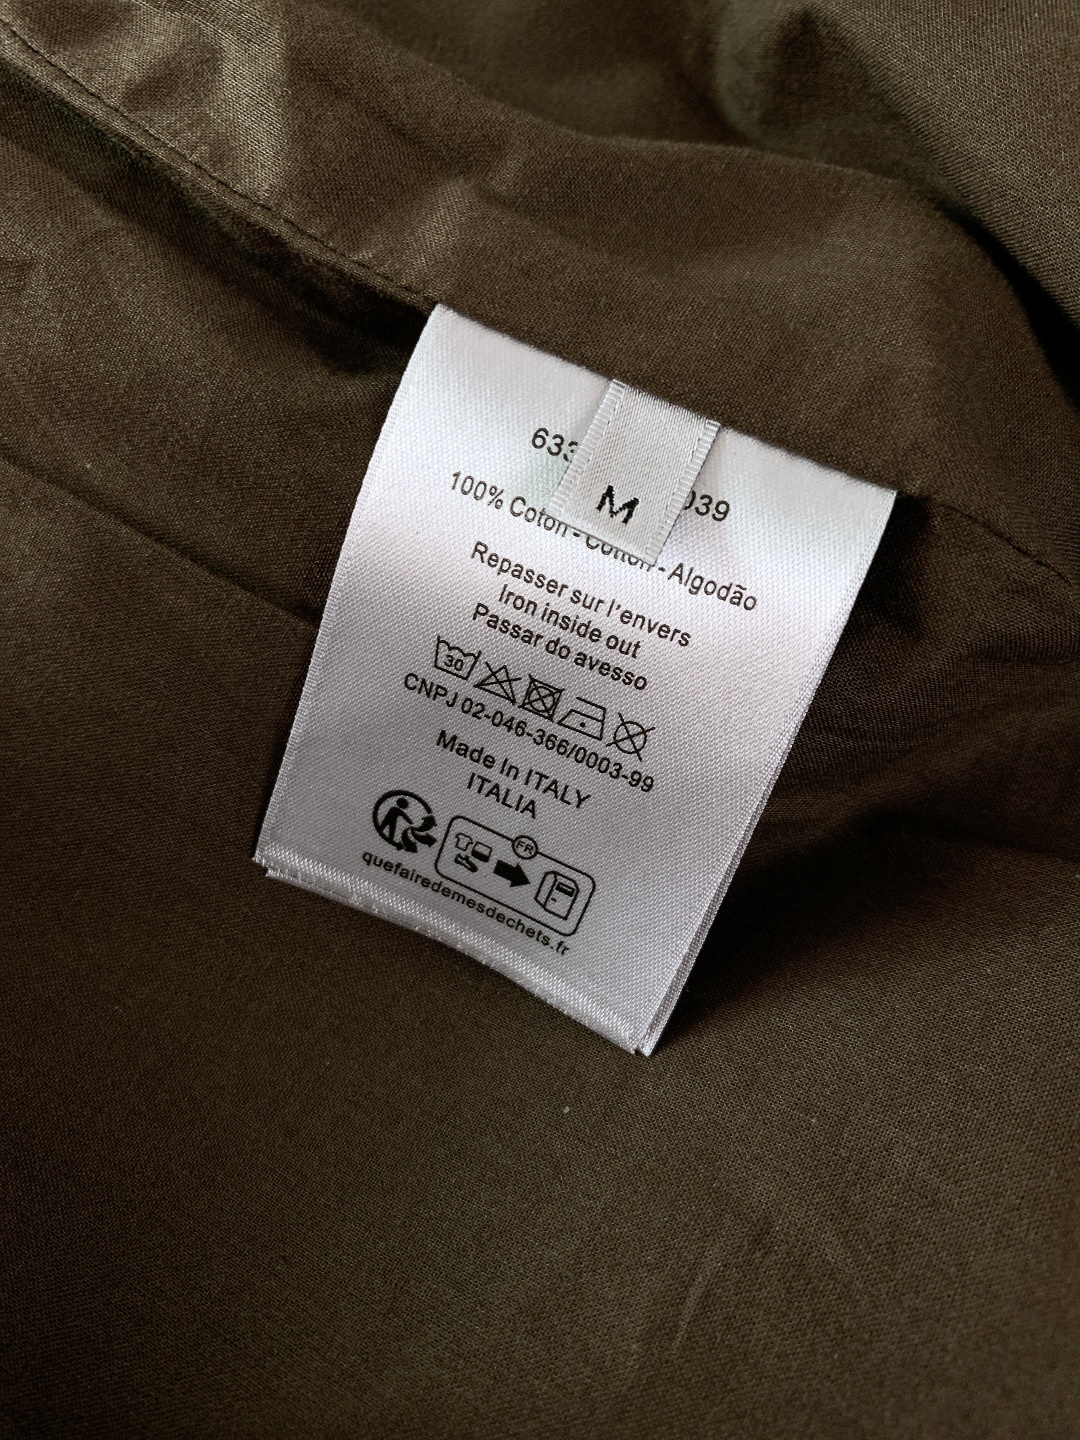 633 039
M
100% Coton - Cotton - Algodão
Repasser sur l'envers
Iron inside out
Passar do avesso
30
CNPJ 02-046-366/0003-99
Made In ITALY
ITALIA
FR
quefairedemesdechets.fr